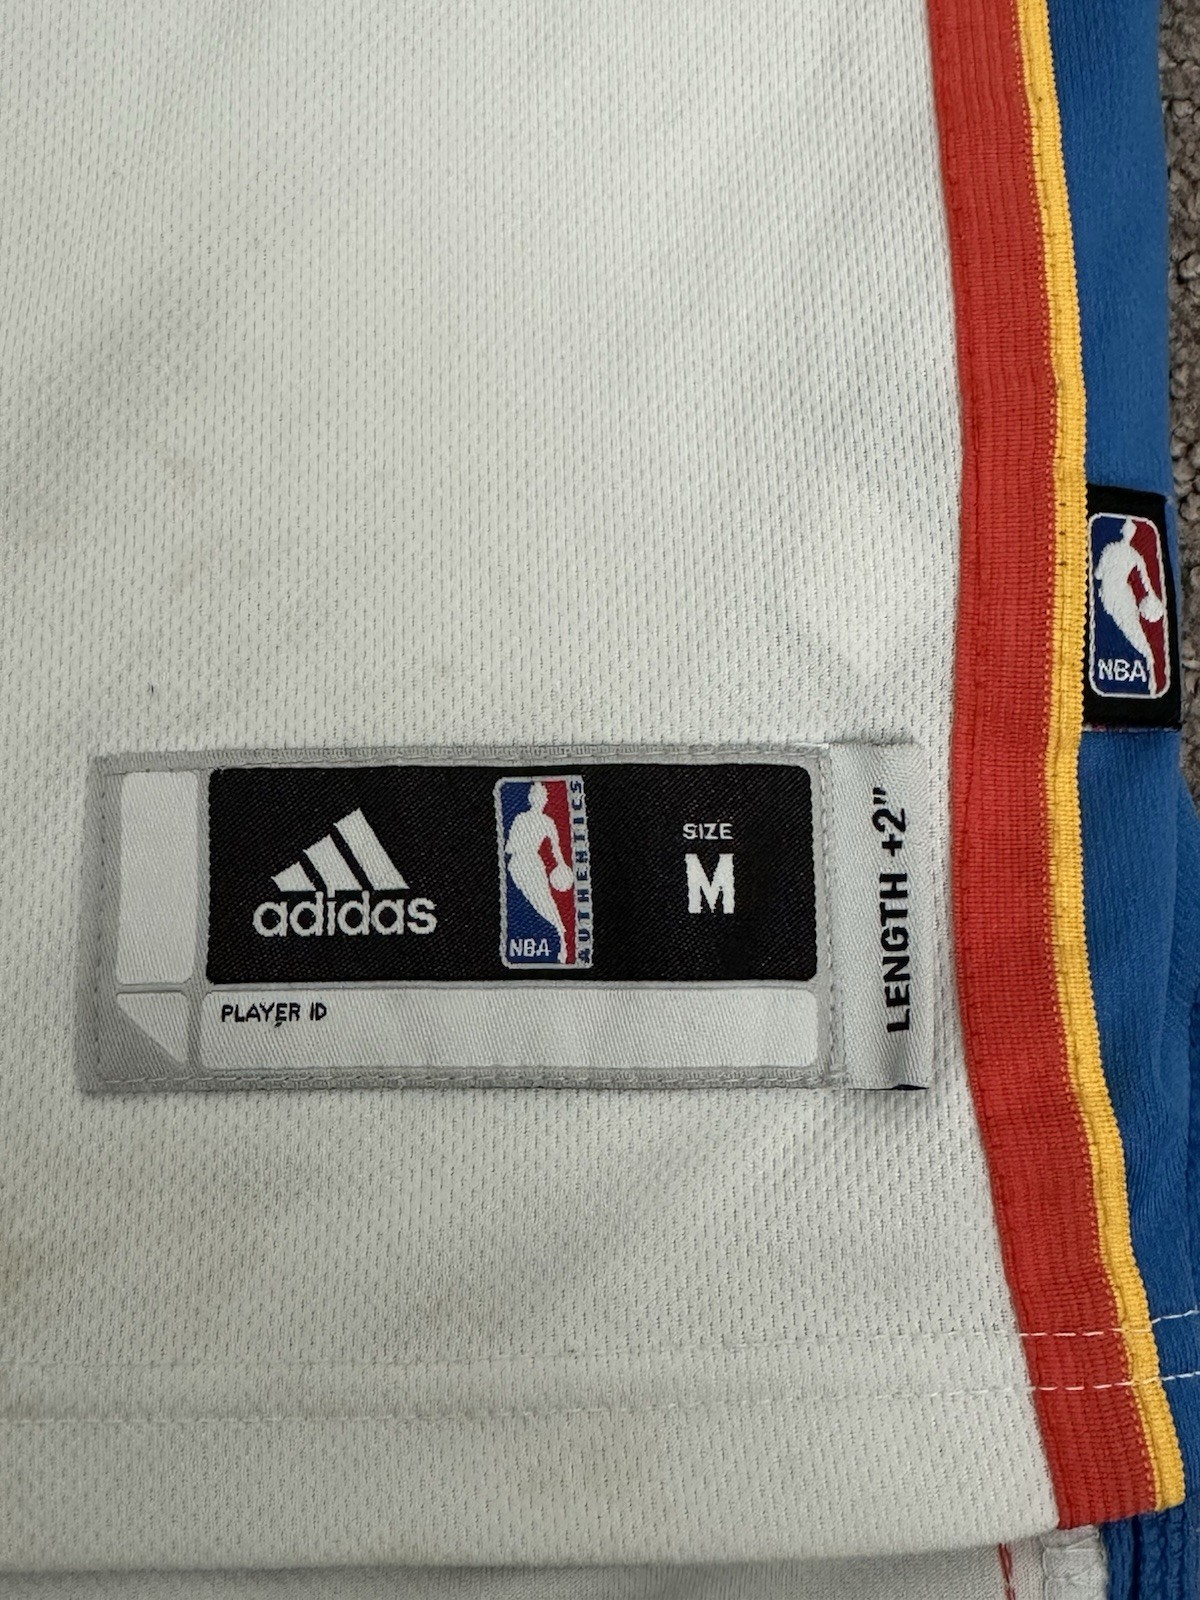 NBA
adidas
NBA
AUTHENTICS
SIZE
M
LENGTH +2"
PLAYER ID